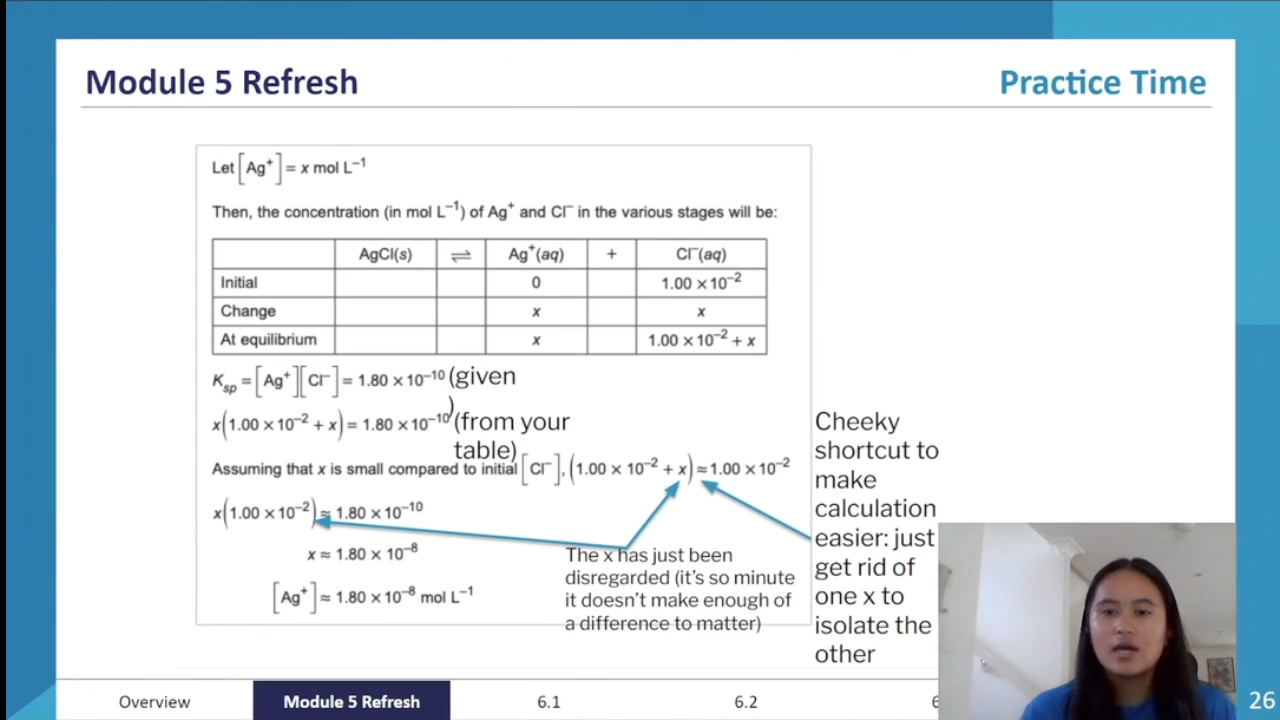 Module 5 Refresh
Practice Time
Let [Ag⁺] = x mol L⁻¹
Then, the concentration (in mol L⁻¹) of Ag⁺ and Cl⁻ in the various stages will be:
AgCl(s) ⇌ Ag⁺(aq) + Cl⁻(aq)
Initial 0 1.00 × 10⁻²
Change x x
At equilibrium x 1.00 × 10⁻² + x
Kₛₚ = [Ag⁺][Cl⁻] = 1.80 × 10⁻¹⁰ (given
)
x(1.00 × 10⁻² + x) = 1.80 × 10⁻¹⁰ (from your
table)
Assuming that x is small compared to initial [Cl⁻], (1.00 × 10⁻² + x) ≈ 1.00 × 10⁻²
x(1.00 × 10⁻²) ≈ 1.80 × 10⁻¹⁰
x ≈ 1.80 × 10⁻⁸
[Ag⁺] ≈ 1.80 × 10⁻⁸ mol L⁻¹
The x has just been
disregarded (it's so minute
it doesn't make enough of
a difference to matter)
Cheeky
shortcut to
make
calculation
easier: just
get rid of
one x to
isolate the
other
Overview
Module 5 Refresh
6.1
6.2
6
26